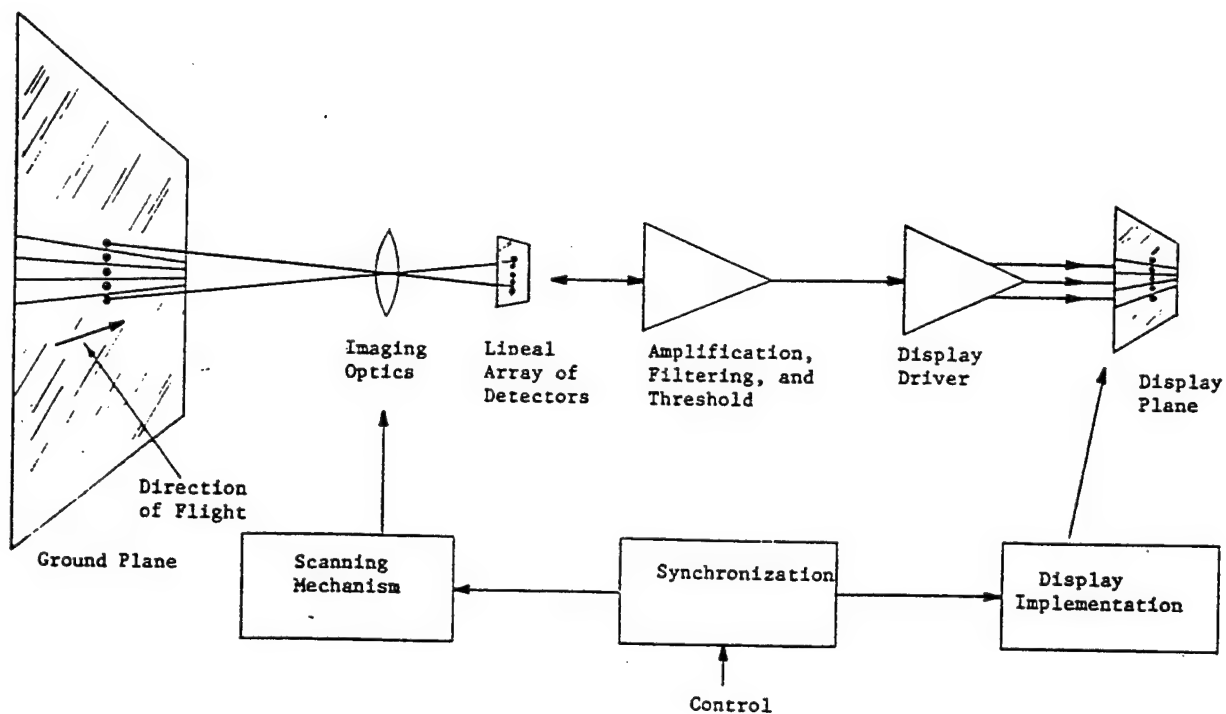 Imaging
Optics
Lineal
Array of
Detectors
Amplification,
Filtering, and
Threshold
Display
Driver
Display
Plane
Direction
of Flight
Ground Plane
Scanning
Mechanism
Synchronization
Display
Implementation
Control